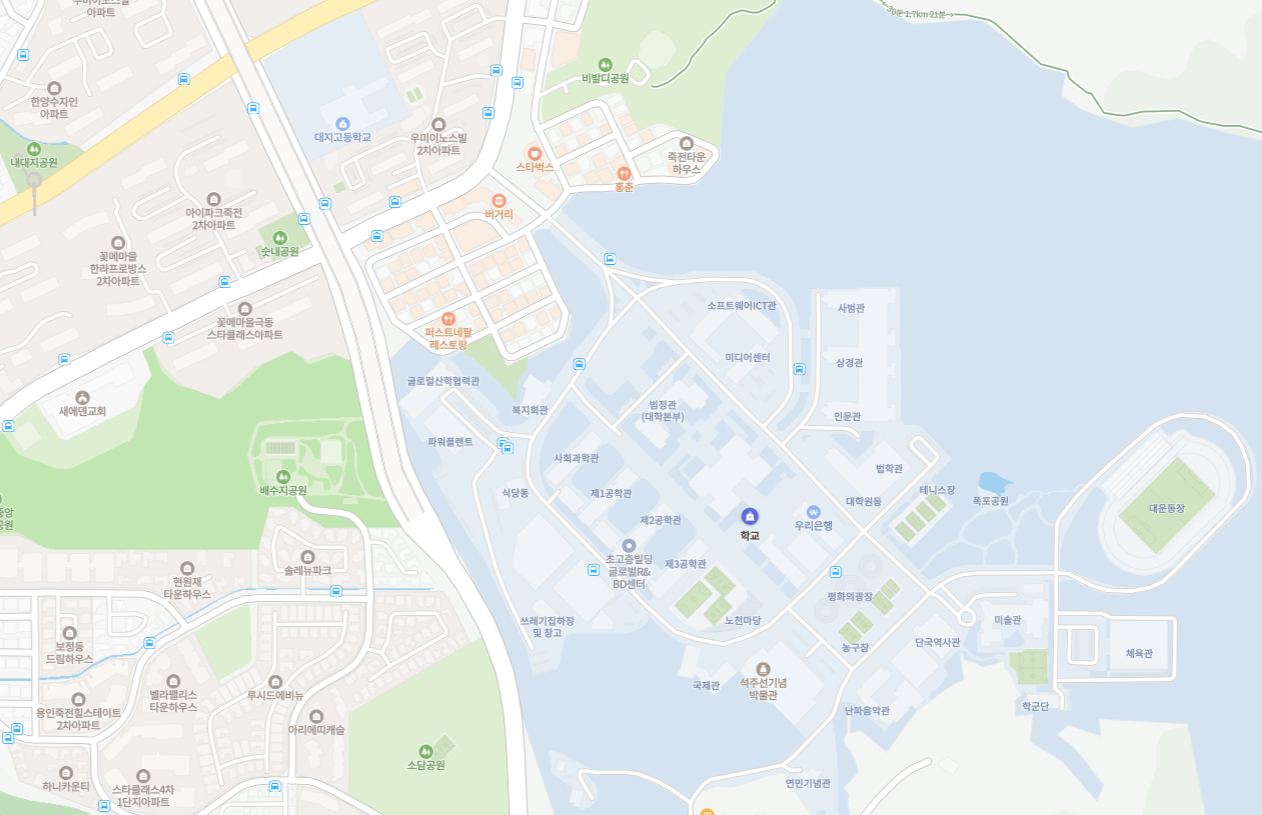 우미이노스빌
아파트
←30분 1.7km 21분→
비발디공원
한양수자인
아파트
대지고등학교
우미이노스빌
2차아파트
내대지공원
스타벅스
죽전타운
하우스
홍춘
아이파크죽전
2차아파트
버거리
숫내공원
꽃메마을
한라프로방스
2차아파트
소프트웨어ICT관
사범관
꽃메마을극동
스타클래스아파트
퍼스트네팔
레스토랑
미디어센터
상경관
글로컬산학협력관
새에덴교회
복지회관
범정관
(대학본부)
인문관
파워플랜트
사회과학관
법학관
배수지공원
식당동
제1공학관
대학원동
테니스장
폭포공원
대운동장
중앙
공원
제2공학관
학교
우리은행
솔레뉴파크
초고층빌딩
글로벌R&
BD센터
제3공학관
현원재
타운하우스
평화의광장
쓰레기집하장
및 창고
노천마당
미술관
보정동
드림하우스
농구장
단국역사관
체육관
벨라팰리스
타운하우스
루시드에비뉴
국제관
석주선기념
박물관
용인죽전힐스테이트
2차아파트
아리에띠캐슬
난파음악관
학군단
소담공원
하니카운티
스타클래스4차
1단지아파트
연민기념관